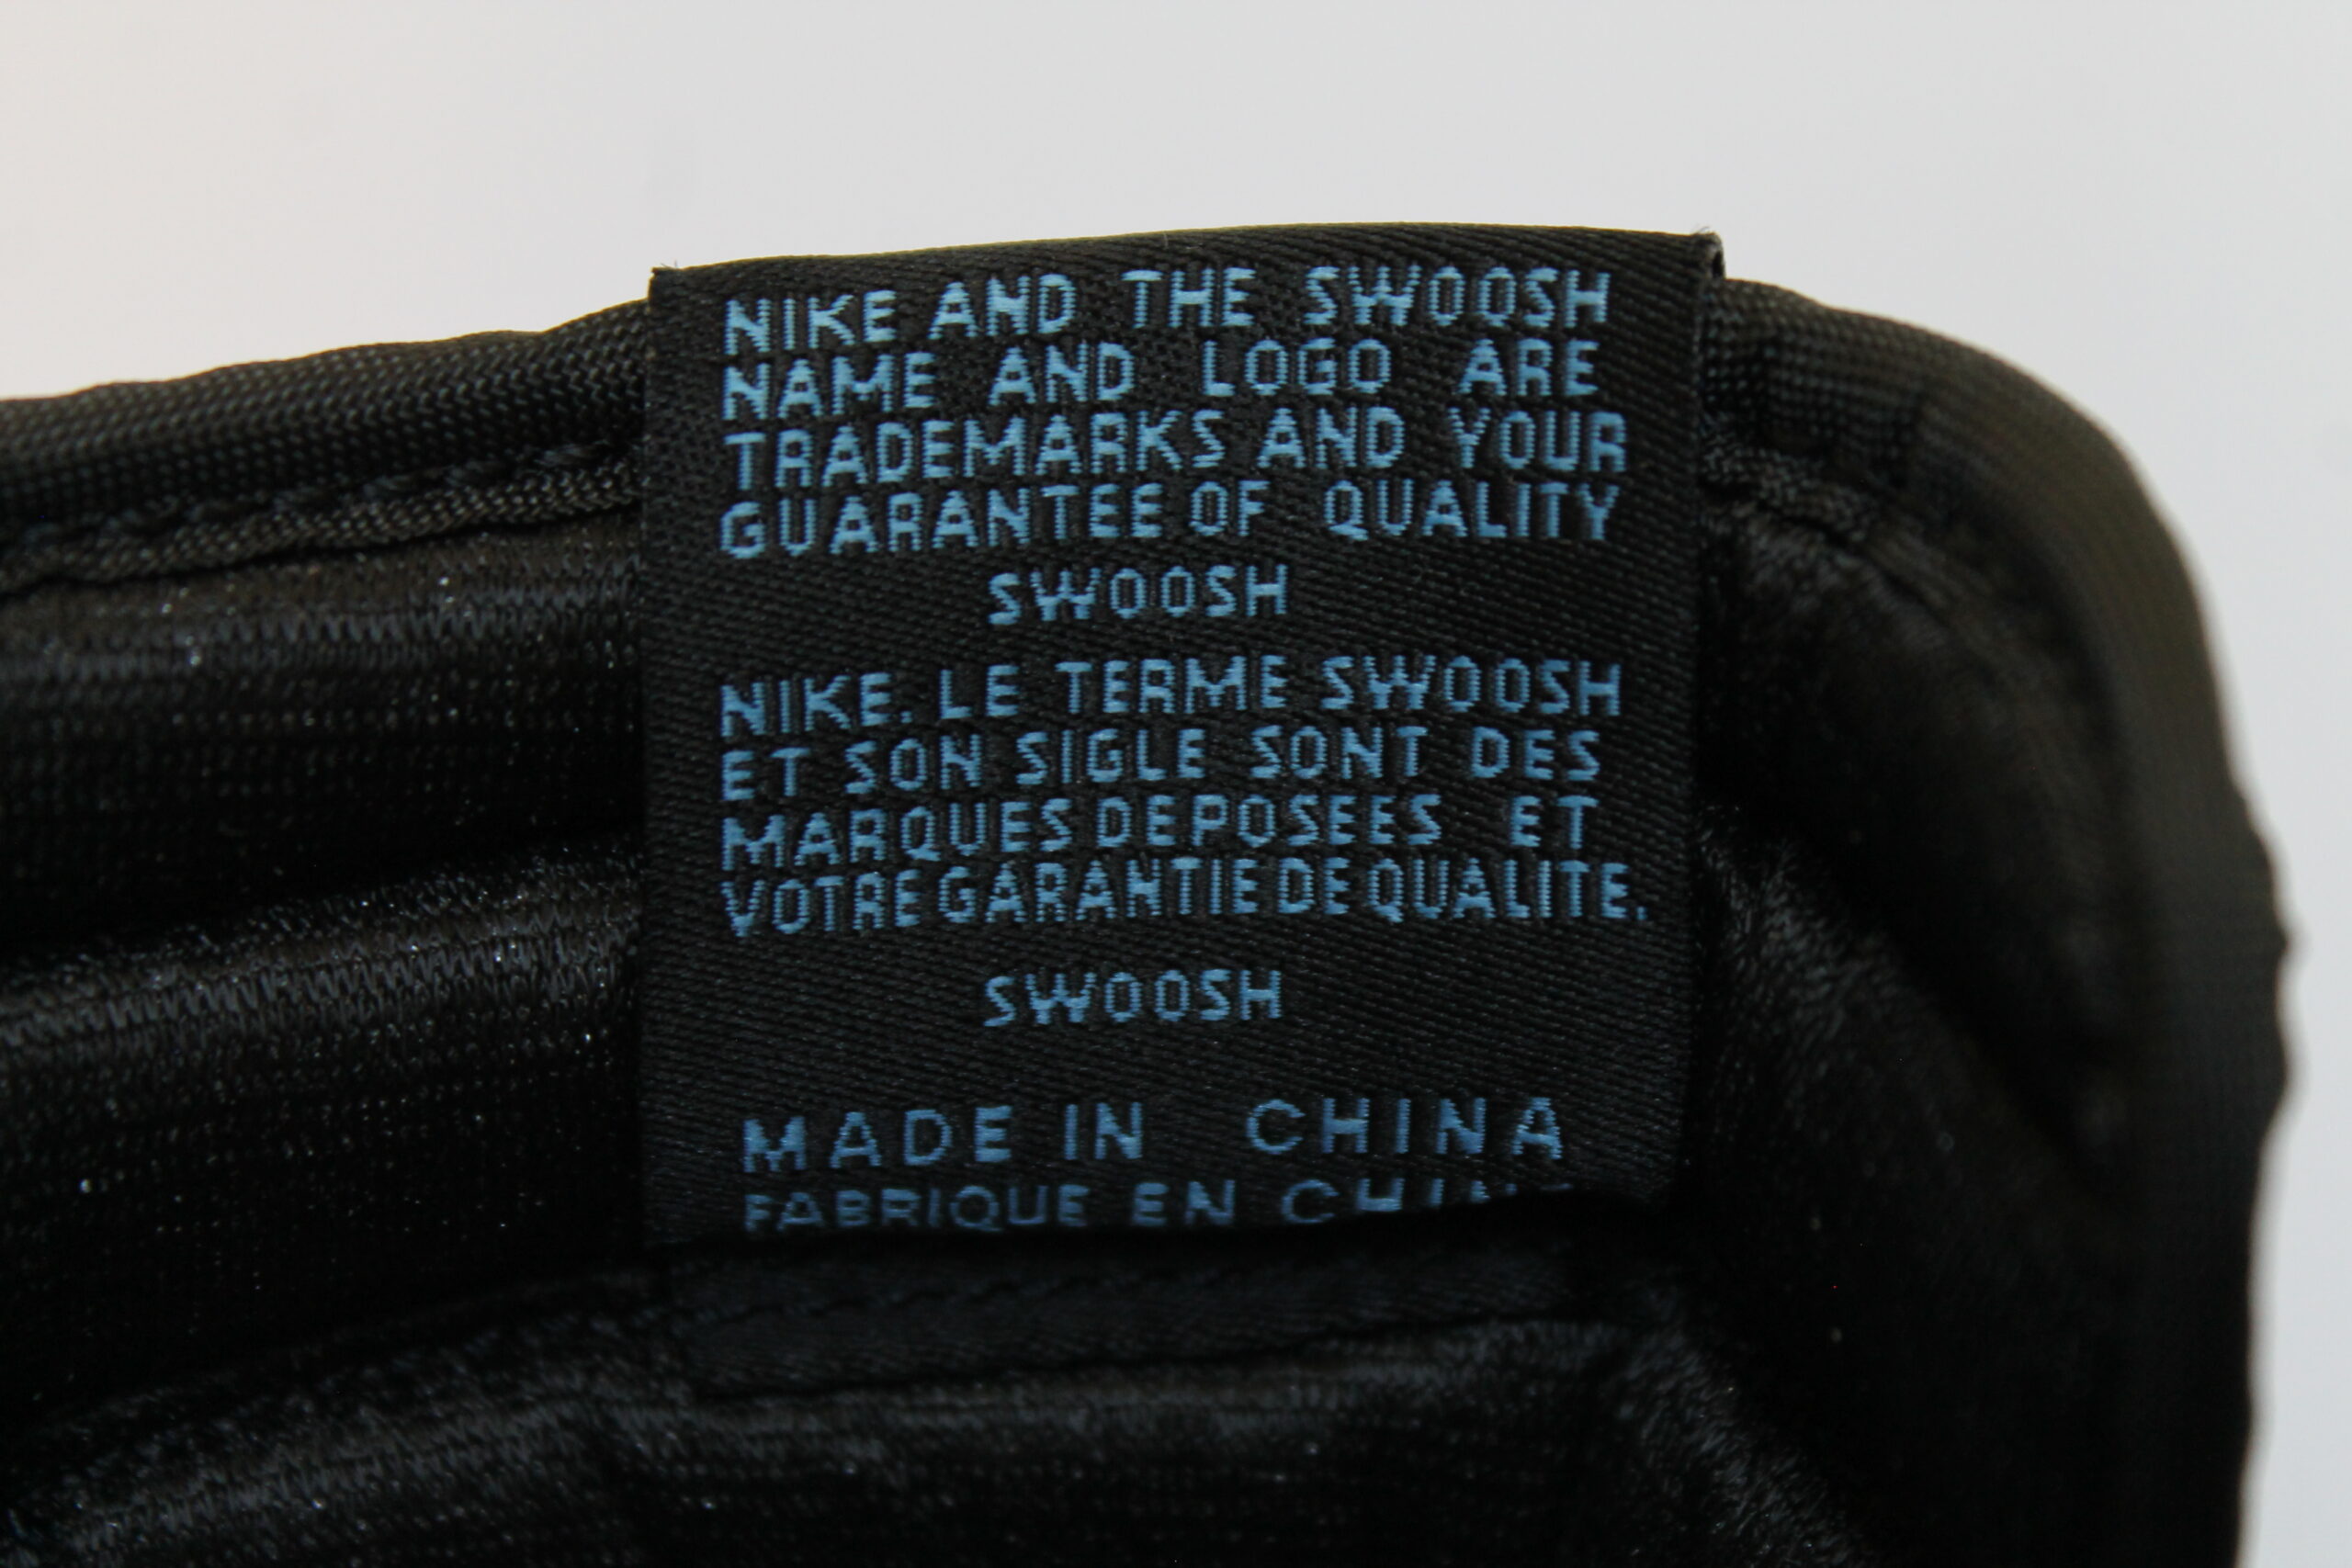 NIKE AND THE SWOOSH
NAME AND LOGO ARE
TRADEMARKS AND YOUR
GUARANTEE OF QUALITY
SWOOSH
NIKE. LE TERME SWOOSH
ET SON SIGLE SONT DES
MARQUES DEPOSEES ET
VOTRE GARANTIE DE QUALITE.
SWOOSH
MADE IN CHINA
FABRIQUE EN